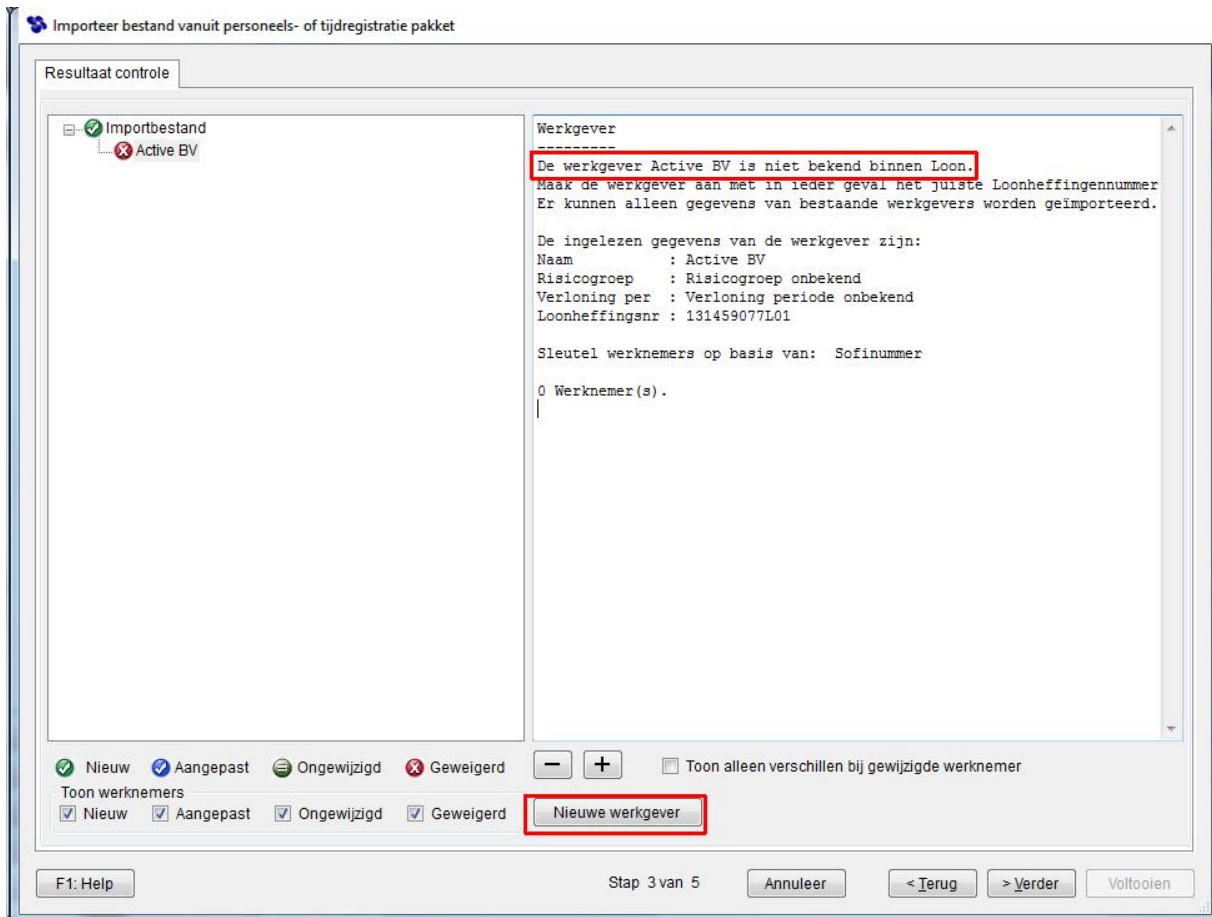 Importeer bestand vanuit personeels- of tijdregistratie pakket
Resultaat controle
Importbestand
Active BV
Werkgever
---------
De werkgever Active BV is niet bekend binnen Loon.
Maak de werkgever aan met in ieder geval het juiste Loonheffingennummer
Er kunnen alleen gegevens van bestaande werkgevers worden geïmporteerd.
De ingelezen gegevens van de werkgever zijn:
Naam : Active BV
Risicogroep : Risicogroep onbekend
Verloning per : Verloning periode onbekend
Loonheffingsnr : 131459077L01
Sleutel werknemers op basis van: Sofinummer
0 Werknemer(s).
Nieuw Aangepast Ongewijzigd Geweigerd − + Toon alleen verschillen bij gewijzigde werknemer
Toon werknemers
Nieuw Aangepast Ongewijzigd Geweigerd Nieuwe werkgever
F1: Help Stap 3 van 5 Annuleer < Terug > Verder Voltooien